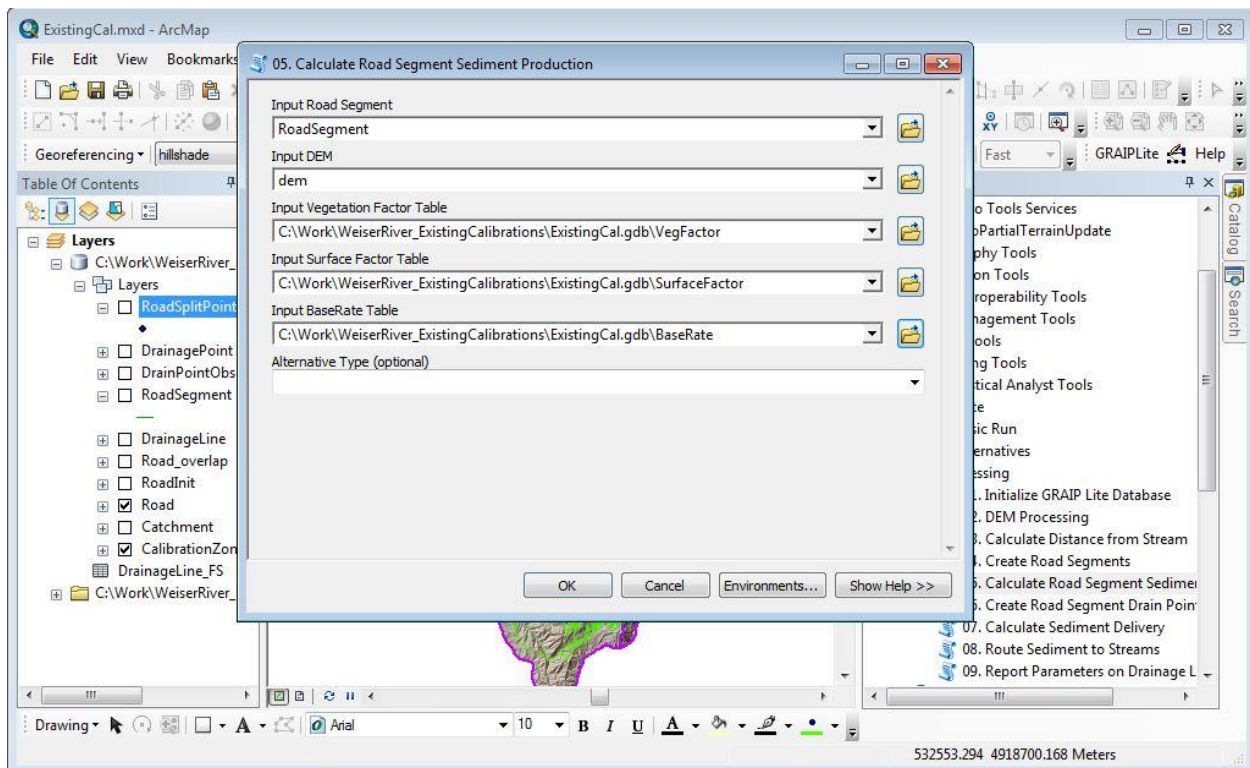 ExistingCal.mxd - ArcMap
File Edit View Bookmarks
05. Calculate Road Segment Sediment Production
Georeferencing hillshade
Fast GRAIPLite Help
Table Of Contents
Layers
C:\Work\WeiserRiver_
Layers
RoadSplitPoint
DrainagePoint
DrainPointObs
RoadSegment
DrainageLine
Road_overlap
RoadInit
Road
Catchment
CalibrationZon
DrainageLine_FS
C:\Work\WeiserRiver_
Input Road Segment
RoadSegment
Input DEM
dem
Input Vegetation Factor Table
C:\Work\WeiserRiver_ExistingCalibrations\ExistingCal.gdb\VegFactor
Input Surface Factor Table
C:\Work\WeiserRiver_ExistingCalibrations\ExistingCal.gdb\SurfaceFactor
Input BaseRate Table
C:\Work\WeiserRiver_ExistingCalibrations\ExistingCal.gdb\BaseRate
Alternative Type (optional)
OK Cancel Environments... Show Help >>
o Tools Services
oPartialTerrainUpdate
phy Tools
on Tools
roperability Tools
nagement Tools
ools
ng Tools
tical Analyst Tools
te
sic Run
ernatives
essing
. Initialize GRAIP Lite Database
2. DEM Processing
3. Calculate Distance from Stream
4. Create Road Segments
5. Calculate Road Segment Sedimen
6. Create Road Segment Drain Poin
07. Calculate Sediment Delivery
08. Route Sediment to Streams
09. Report Parameters on Drainage L
Catalog
Search
XY
Drawing A Arial 10 B I U A
532553.294 4918700.168 Meters